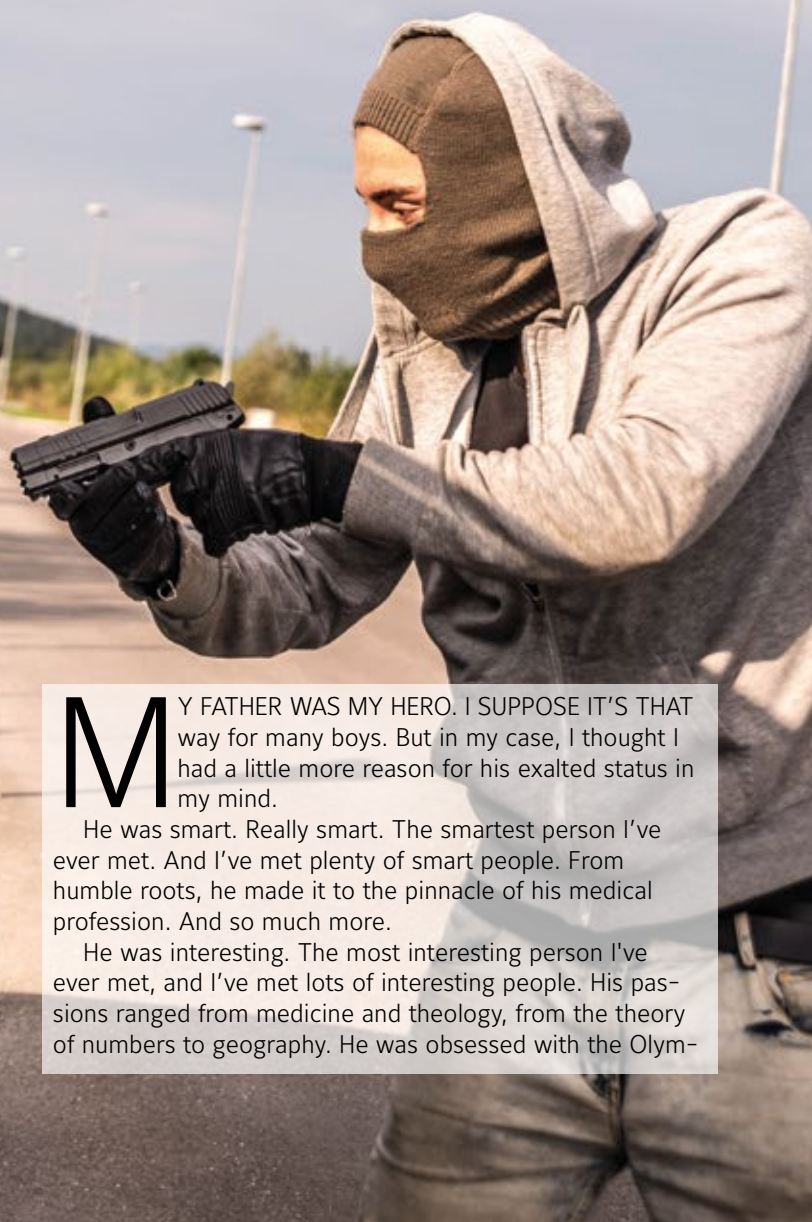 MY FATHER WAS MY HERO. I SUPPOSE IT’S THAT
way for many boys. But in my case, I thought I
had a little more reason for his exalted status in
my mind.
He was smart. Really smart. The smartest person I’ve
ever met. And I’ve met plenty of smart people. From
humble roots, he made it to the pinnacle of his medical
profession. And so much more.
He was interesting. The most interesting person I've
ever met, and I’ve met lots of interesting people. His pas-
sions ranged from medicine and theology, from the theory
of numbers to geography. He was obsessed with the Olym-